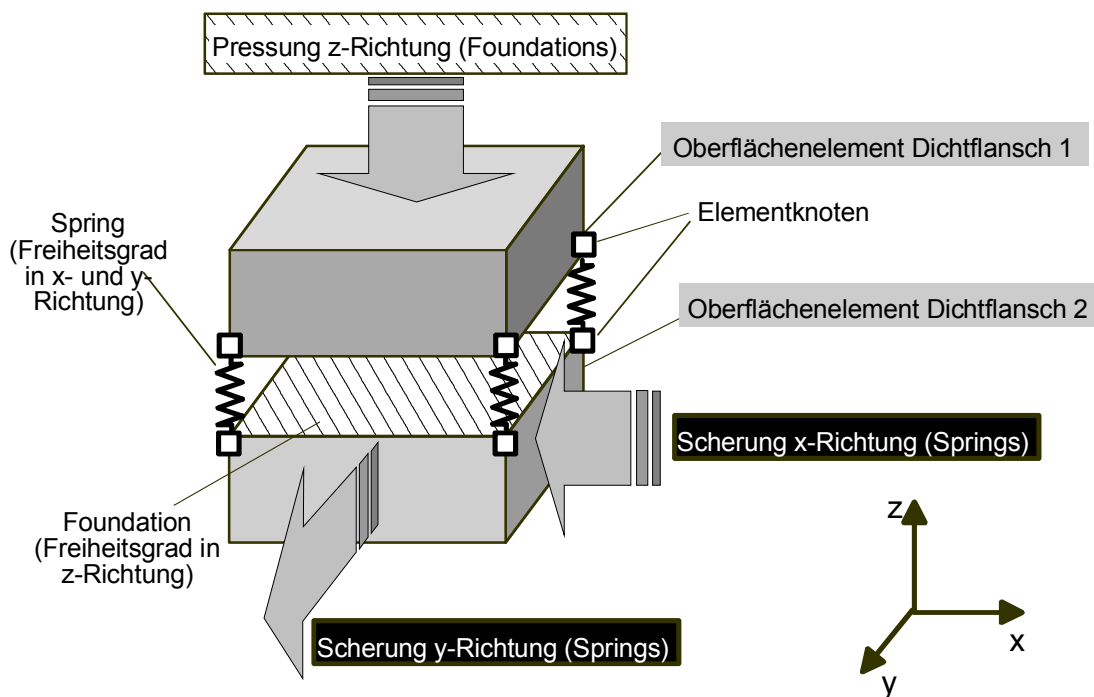 Pressung z-Richtung (Foundations)
Oberflächenelement Dichtflansch 1
Elementknoten
Spring
(Freiheitsgrad
in x- und y-
Richtung)
Oberflächenelement Dichtflansch 2
Scherung x-Richtung (Springs)
Foundation
(Freiheitsgrad in
z-Richtung)
Scherung y-Richtung (Springs)
z
x
y